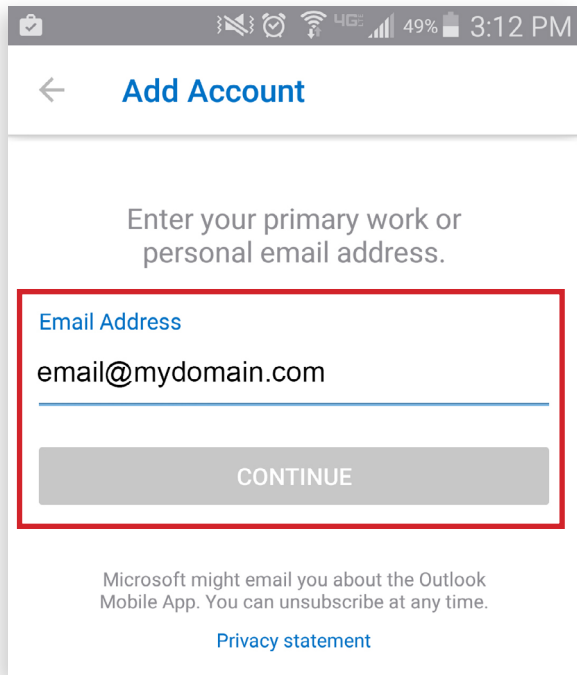 4G 49% 3:12 PM
Add Account
Enter your primary work or
personal email address.
Email Address
email@mydomain.com
CONTINUE
Microsoft might email you about the Outlook
Mobile App. You can unsubscribe at any time.
Privacy statement